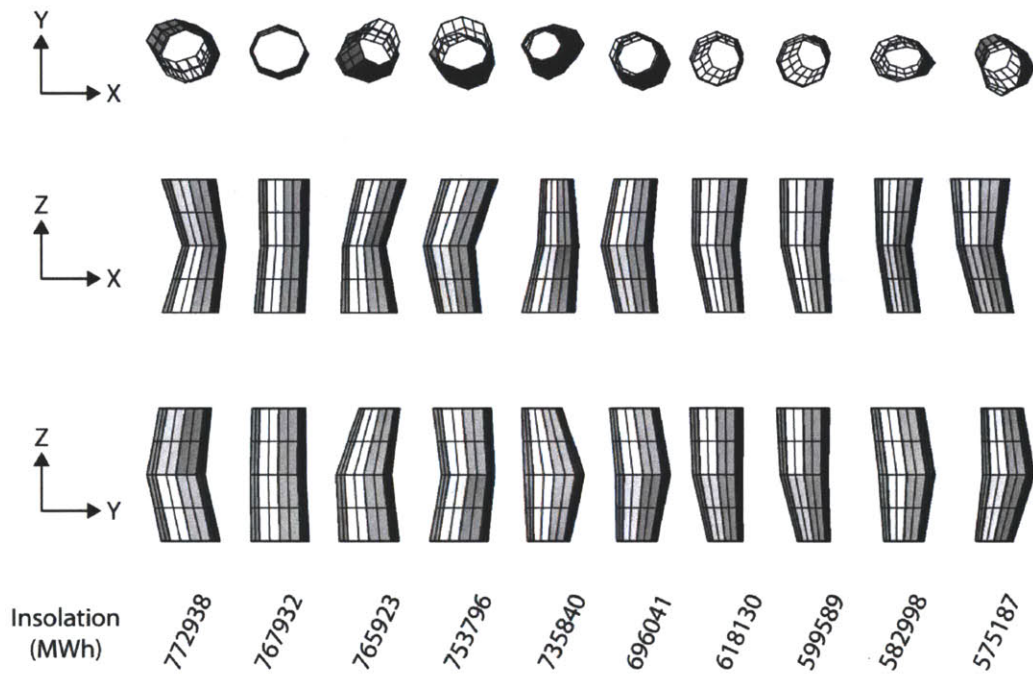 Y
X
Z
X
Z
Y
Insolation
(MWh)
772938
767932
765923
753796
735840
696041
618130
599589
582998
575187